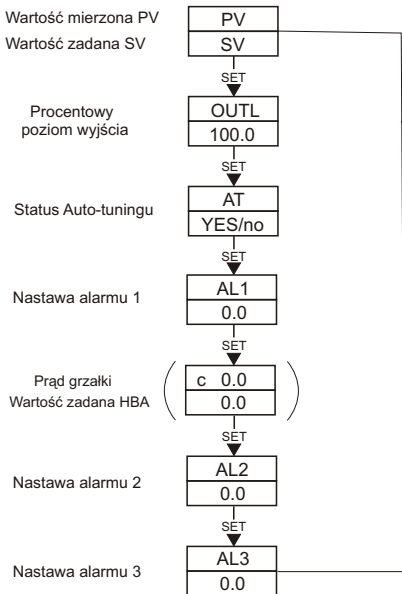 Wartość mierzona PV
PV
Wartość zadana SV
SV
SET
Procentowy
poziom wyjścia
OUTL
100.0
SET
Status Auto-tuningu
AT
YES/no
SET
Nastawa alarmu 1
AL1
0.0
SET
Prąd grzałki
Wartość zadana HBA
c 0.0
0.0
SET
Nastawa alarmu 2
AL2
0.0
SET
Nastawa alarmu 3
AL3
0.0